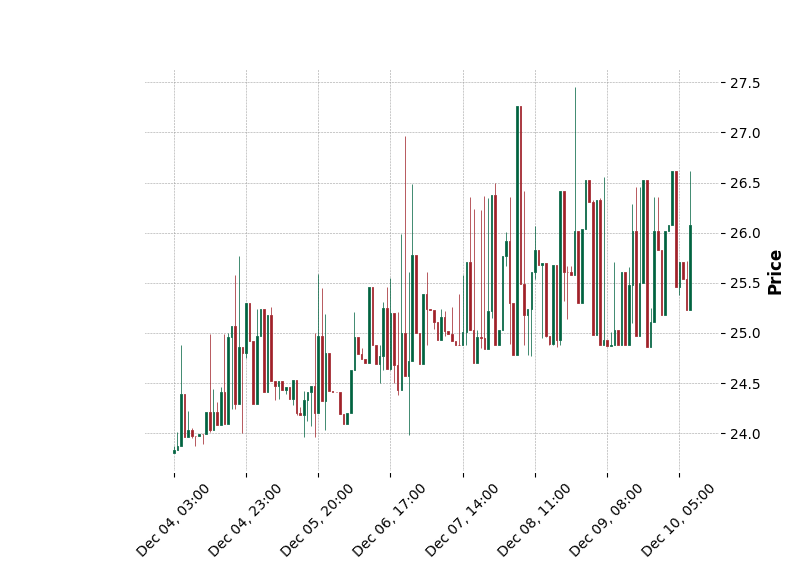 27.5
27.0
26.5
26.0
25.5
25.0
24.5
24.0
Price
Dec 04, 03:00
Dec 04, 23:00
Dec 05, 20:00
Dec 06, 17:00
Dec 07, 14:00
Dec 08, 11:00
Dec 09, 08:00
Dec 10, 05:00